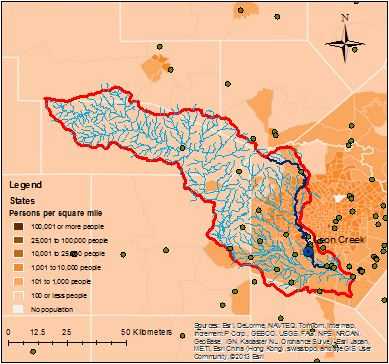 N
Legend
States
Persons per square mile
100,001 or more people
25,001 to 100,000 people
10,001 to 25,000 people
1,001 to 10,000 people
101 to 1,000 people
100 or less people
No population
son Creek
0 12.5 25 50 Kilometers
Sources: Esri, DeLorme, NAVTEQ, TomTom, Intermap,
increment P Corp., GEBCO, USGS, FAO, NPS, NRCAN,
GeoBase, IGN, Kadaster NL, Ordnance Survey, Esri Japan,
METI, Esri China (Hong Kong), swisstopo, and the GIS User
Community, ©2013 Esri